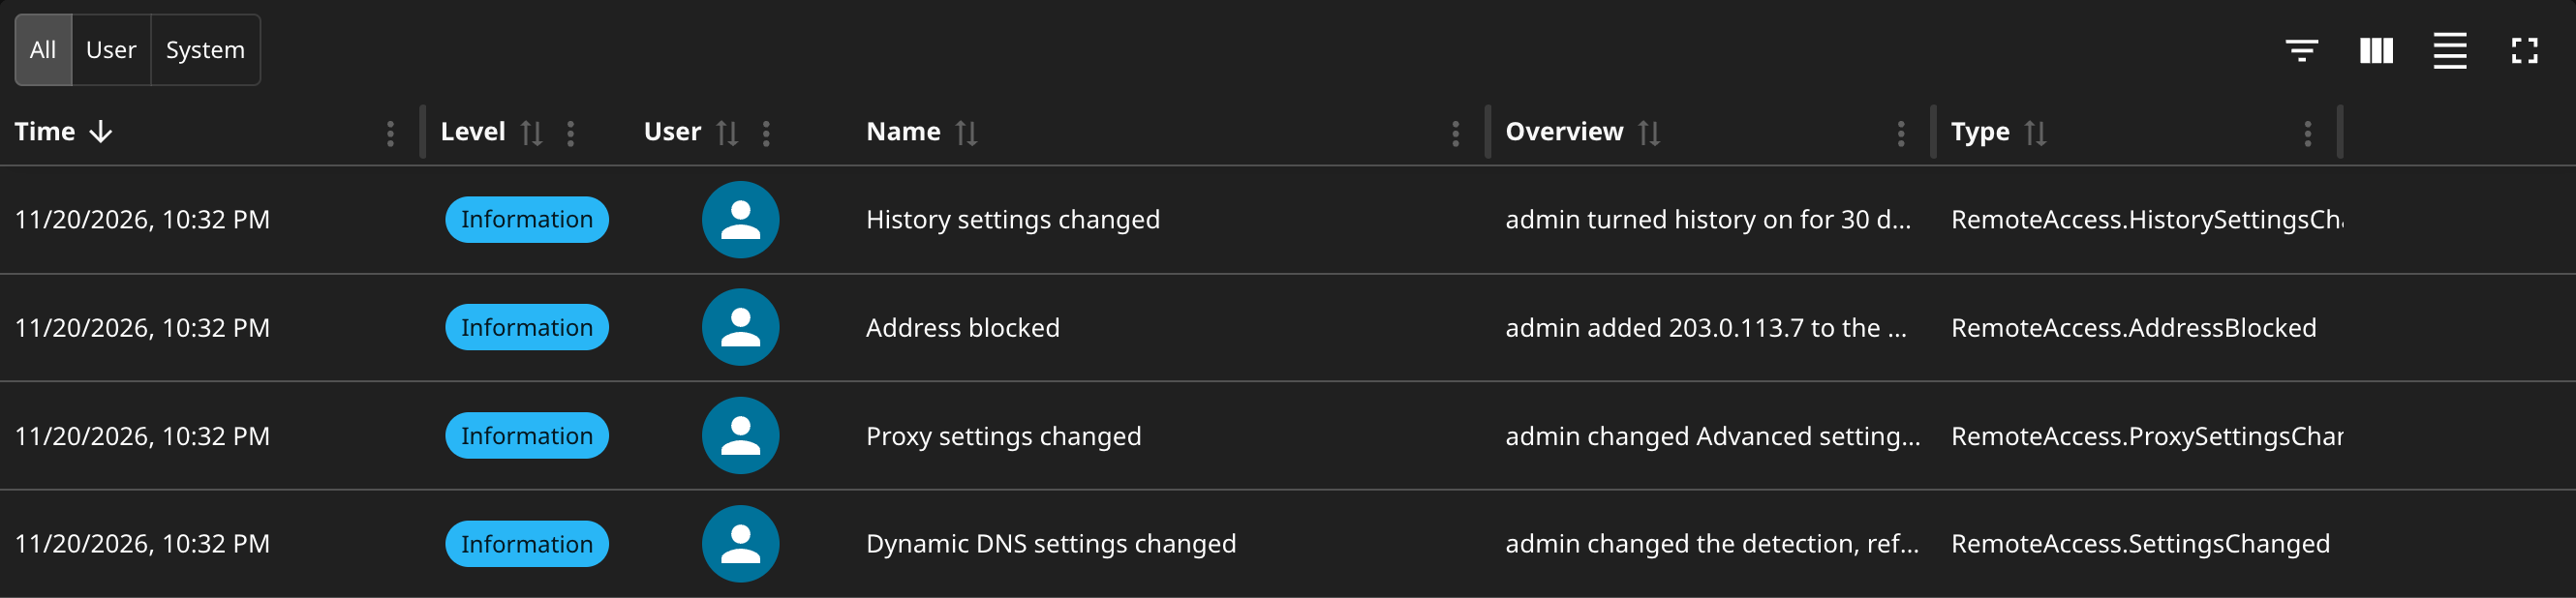 All User System
Time Level User Name Overview Type
11/20/2026, 10:32 PM Information History settings changed admin turned history on for 30 d... RemoteAccess.HistorySettingsCh
11/20/2026, 10:32 PM Information Address blocked admin added 203.0.113.7 to the ... RemoteAccess.AddressBlocked
11/20/2026, 10:32 PM Information Proxy settings changed admin changed Advanced setting... RemoteAccess.ProxySettingsChan
11/20/2026, 10:32 PM Information Dynamic DNS settings changed admin changed the detection, ref... RemoteAccess.SettingsChanged